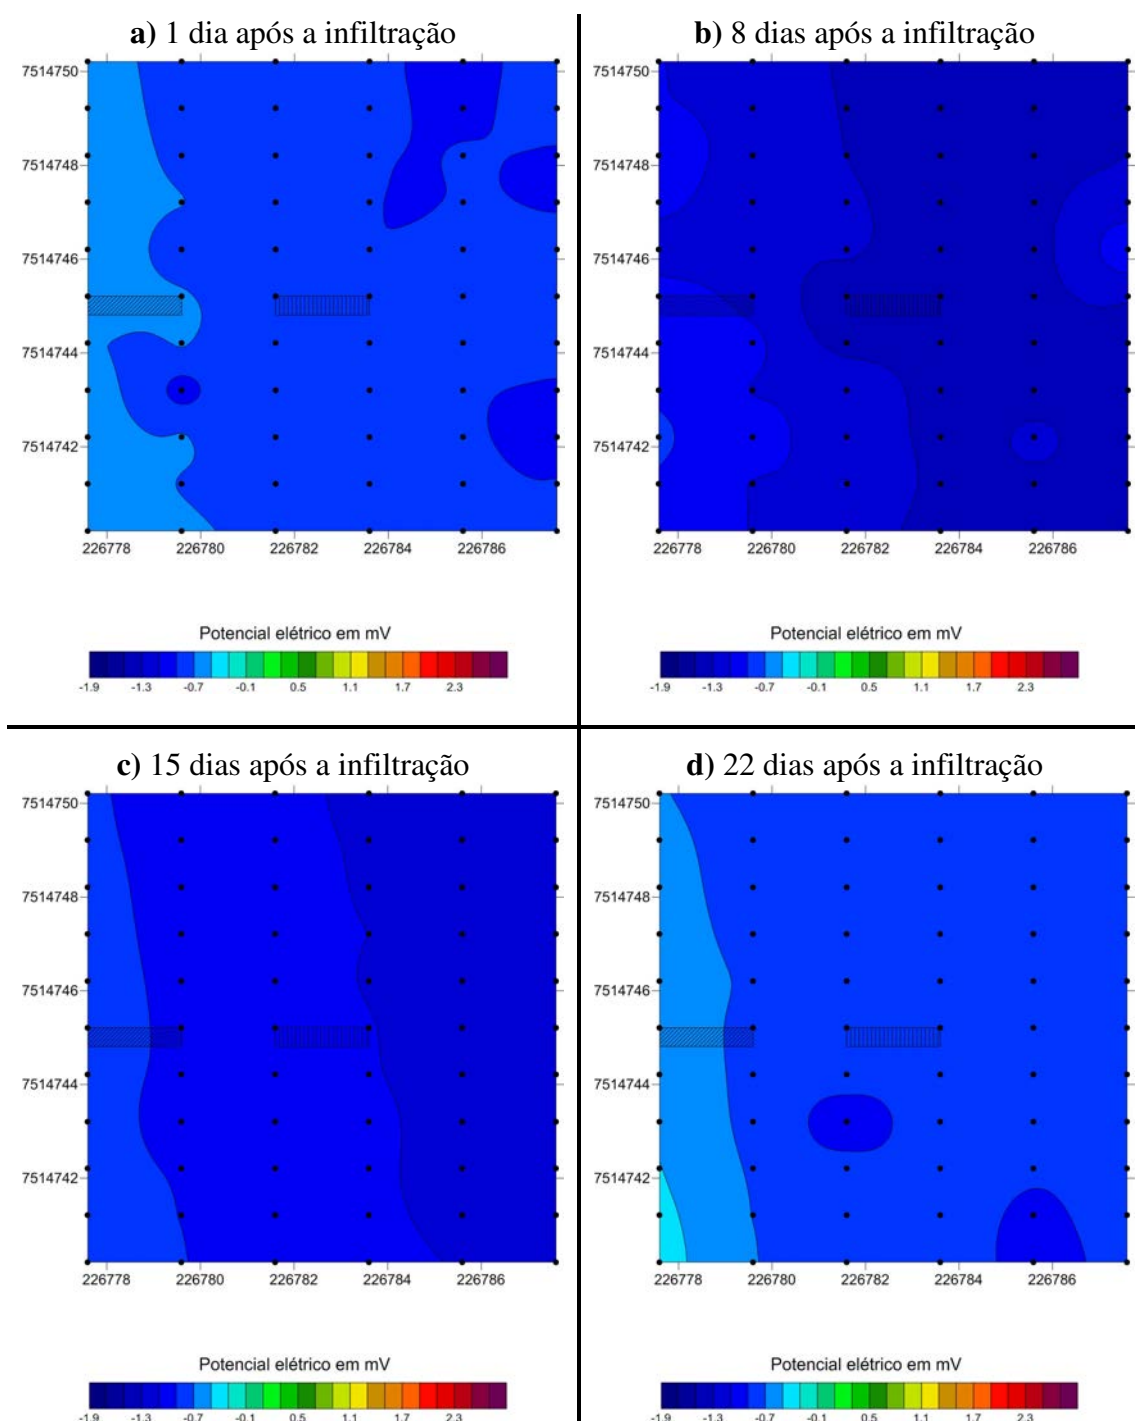 a) 1 dia após a infiltração
7514750
7514748
7514746
7514744
7514742
226778 226780 226782 226784 226786
Potencial elétrico em mV
-1.9 -1.3 -0.7 -0.1 0.5 1.1 1.7 2.3
b) 8 dias após a infiltração
7514750
7514748
7514746
7514744
7514742
226778 226780 226782 226784 226786
Potencial elétrico em mV
-1.9 -1.3 -0.7 -0.1 0.5 1.1 1.7 2.3
c) 15 dias após a infiltração
7514750
7514748
7514746
7514744
7514742
226778 226780 226782 226784 226786
Potencial elétrico em mV
-1.9 -1.3 -0.7 -0.1 0.5 1.1 1.7 2.3
d) 22 dias após a infiltração
7514750
7514748
7514746
7514744
7514742
226778 226780 226782 226784 226786
Potencial elétrico em mV
-1.9 -1.3 -0.7 -0.1 0.5 1.1 1.7 2.3